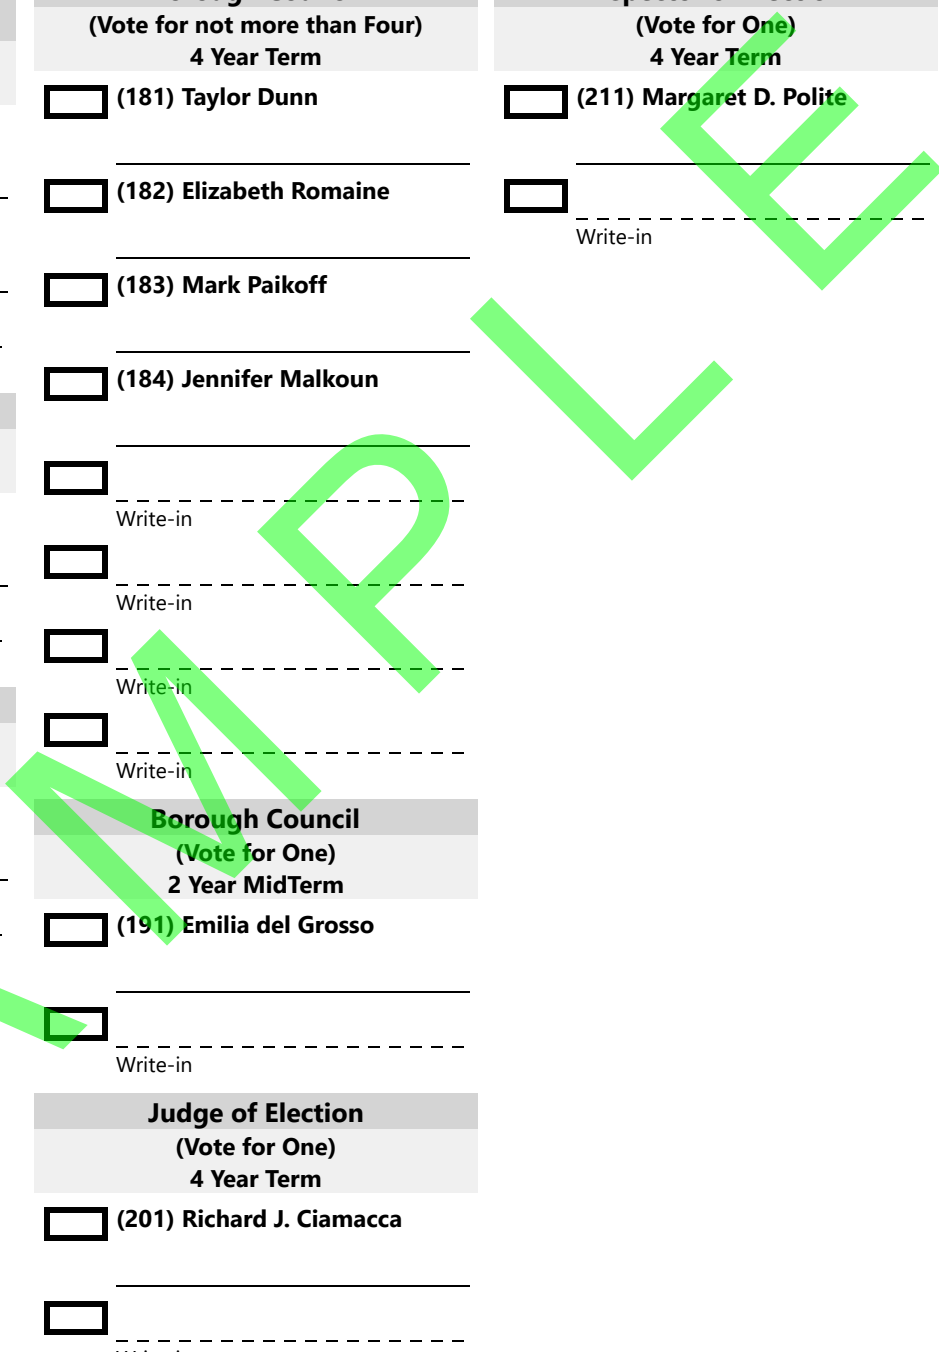 Borough Council
(Vote for not more than Four)
4 Year Term
(181) Taylor Dunn
(182) Elizabeth Romaine
(183) Mark Paikoff
(184) Jennifer Malkoun
Write-in
Write-in
Write-in
Write-in
Borough Council
(Vote for One)
2 Year MidTerm
(191) Emilia del Grosso
Write-in
Judge of Election
(Vote for One)
4 Year Term
(201) Richard J. Ciamacca
(Vote for One)
4 Year Term
(211) Margaret D. Polite
Write-in
MPLE